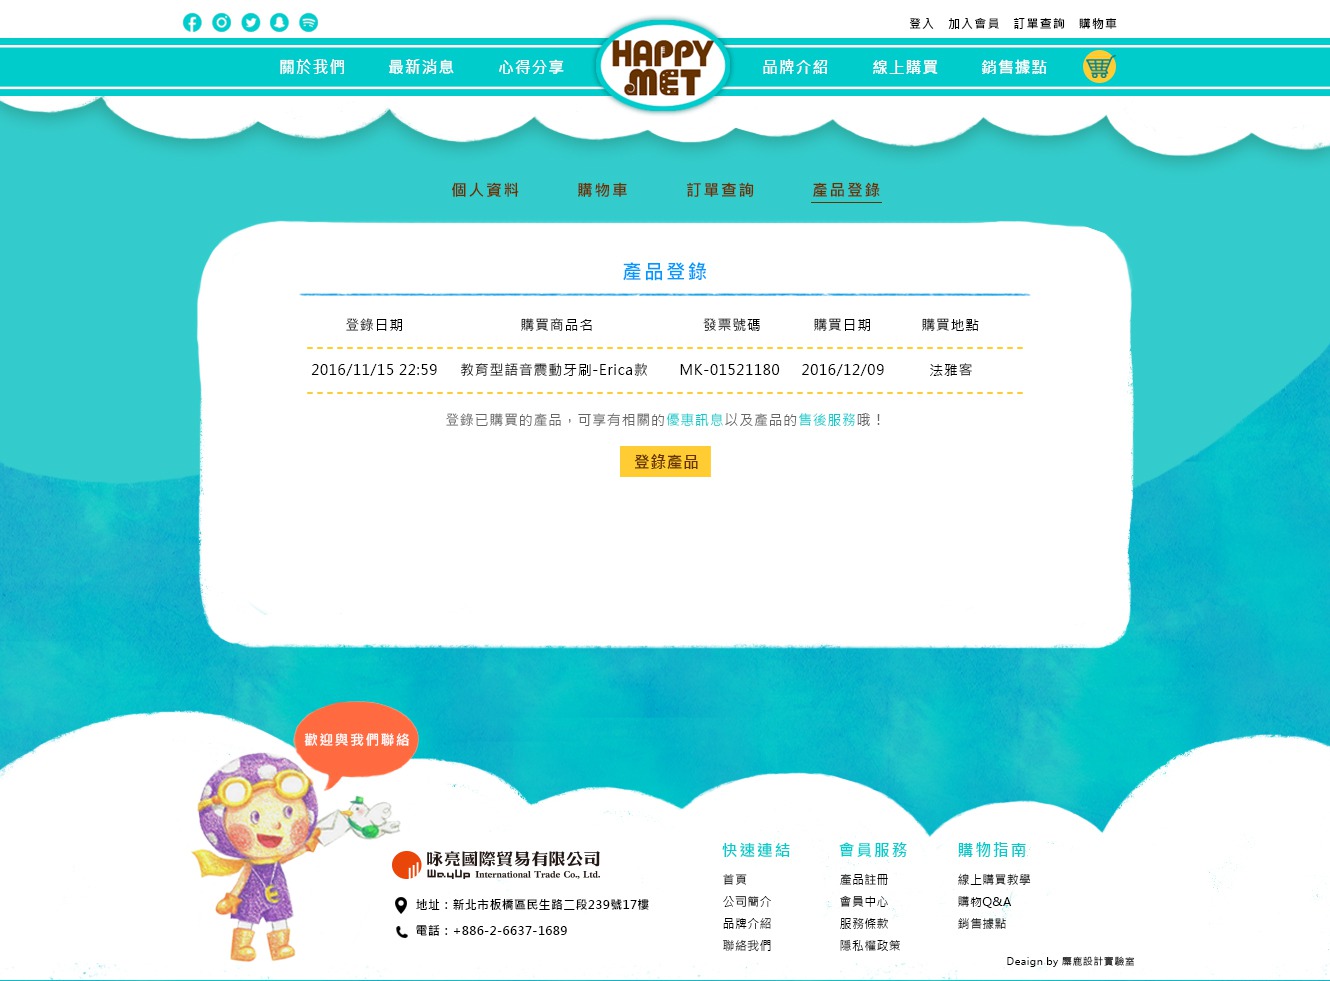 登入 加入會員 訂單查詢 購物車
關於我們 最新消息 心得分享 HAPPY MET 品牌介紹 線上購買 銷售據點
個人資料 購物車 訂單查詢 產品登錄
產品登錄
登錄日期 購買商品名 發票號碼 購買日期 購買地點
2016/11/15 22:59 教育型語音震動牙刷-Erica款 MK-01521180 2016/12/09 法雅客
登錄已購買的產品，可享有相關的優惠訊息以及產品的售後服務哦！
登錄產品
歡迎與我們聯絡
咏亮國際貿易有限公司
WayUp International Trade Co., Ltd.
地址：新北市板橋區民生路二段239號17樓
電話：+886-2-6637-1689
快速連結
首頁
公司簡介
品牌介紹
聯絡我們
會員服務
產品註冊
會員中心
服務條款
隱私權政策
購物指南
線上購買教學
購物Q&A
銷售據點
Deaign by 麋鹿設計實驗室